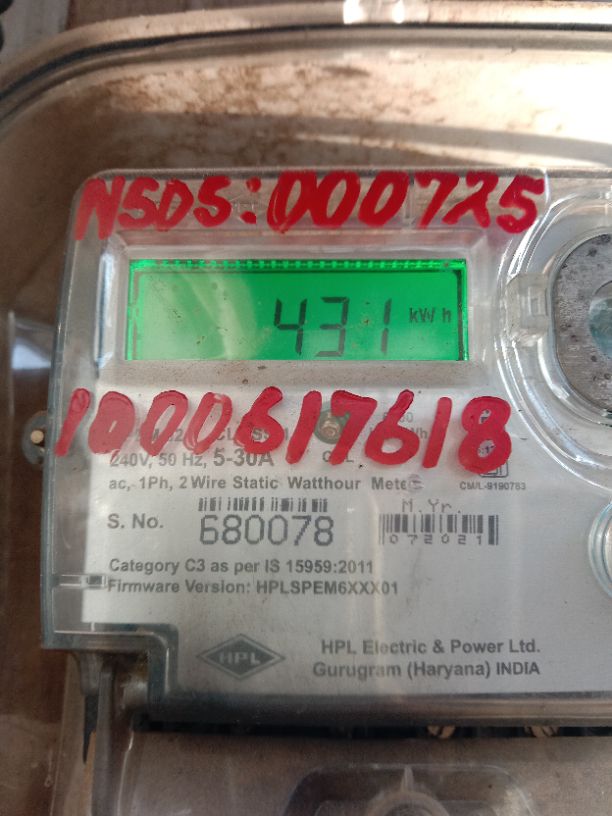 NSDS:000725
431 kWh
1000617618
240V, 50 Hz, 5-30A
ac, 1Ph, 2 Wire Static Watthour Meter
CM/L-9190783
M.Yr.
S. No. 680078
072021
Category C3 as per IS 15959:2011
Firmware Version: HPLSPEM6XXX01
HPL
HPL Electric & Power Ltd.
Gurugram (Haryana) INDIA